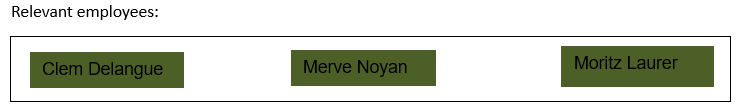 Relevant employees:
Clem Delangue
Merve Noyan
Moritz Laurer